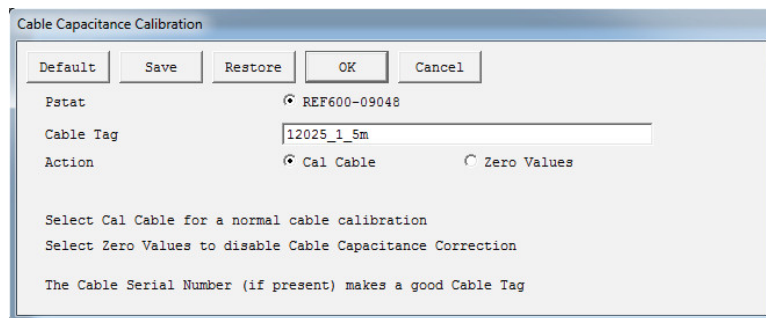 Cable Capacitance Calibration
Default Save Restore OK Cancel
Pstat REF600-09048
Cable Tag 12025_1_5m
Action Cal Cable Zero Values
Select Cal Cable for a normal cable calibration
Select Zero Values to disable Cable Capacitance Correction
The Cable Serial Number (if present) makes a good Cable Tag